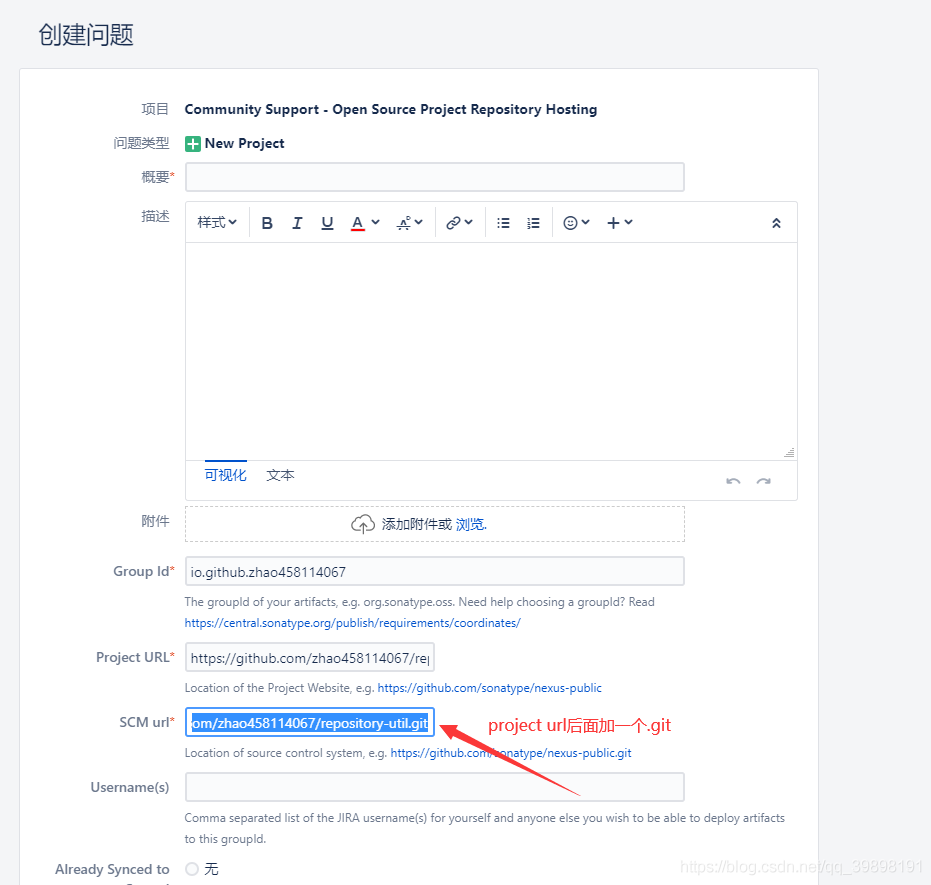 创建问题
项目 Community Support - Open Source Project Repository Hosting
问题类型 New Project
概要*
描述
样式 B I U A
可视化 文本
附件 添加附件或 浏览.
Group Id* io.github.zhao458114067
The groupId of your artifacts, e.g. org.sonatype.oss. Need help choosing a groupId? Read
https://central.sonatype.org/publish/requirements/coordinates/
Project URL* https://github.com/zhao458114067/rep
Location of the Project Website, e.g. https://github.com/sonatype/nexus-public
SCM url* om/zhao458114067/repository-util.git project url后面加一个.git
Location of source control system, e.g. https://github.com/sonatype/nexus-public.git
Username(s)
Comma separated list of the JIRA username(s) for yourself and anyone else you wish to be able to deploy artifacts
to this groupId.
Already Synced to 无
https://blog.csdn.net/qq_39898191